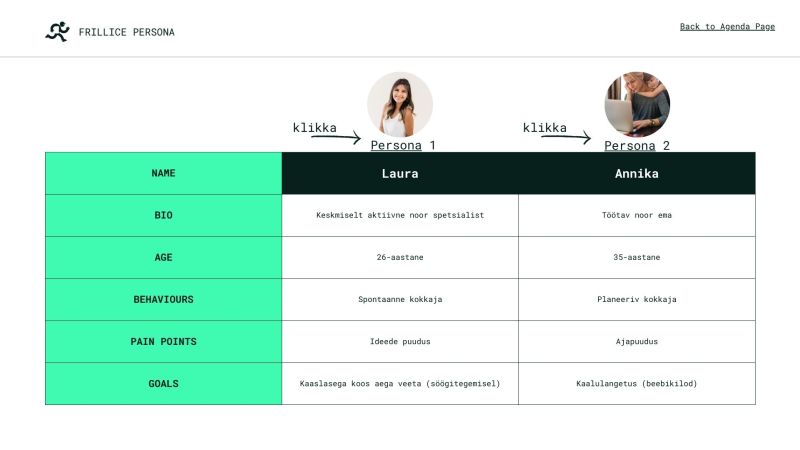 FRILLICE PERSONA
Back to Agenda Page
klikka
klikka
Persona 1
Persona 2
NAME
Laura
Annika
BIO
Keskmiselt aktiivne noor spetsialist
Töötav noor ema
AGE
26-aastane
35-aastane
BEHAVIOURS
Spontaanne kokkaja
Planeeriv kokkaja
PAIN POINTS
Ideede puudus
Ajapuudus
GOALS
Kaaslasega koos aega veeta (söögitegemisel)
Kaalulangetus (beebikilod)